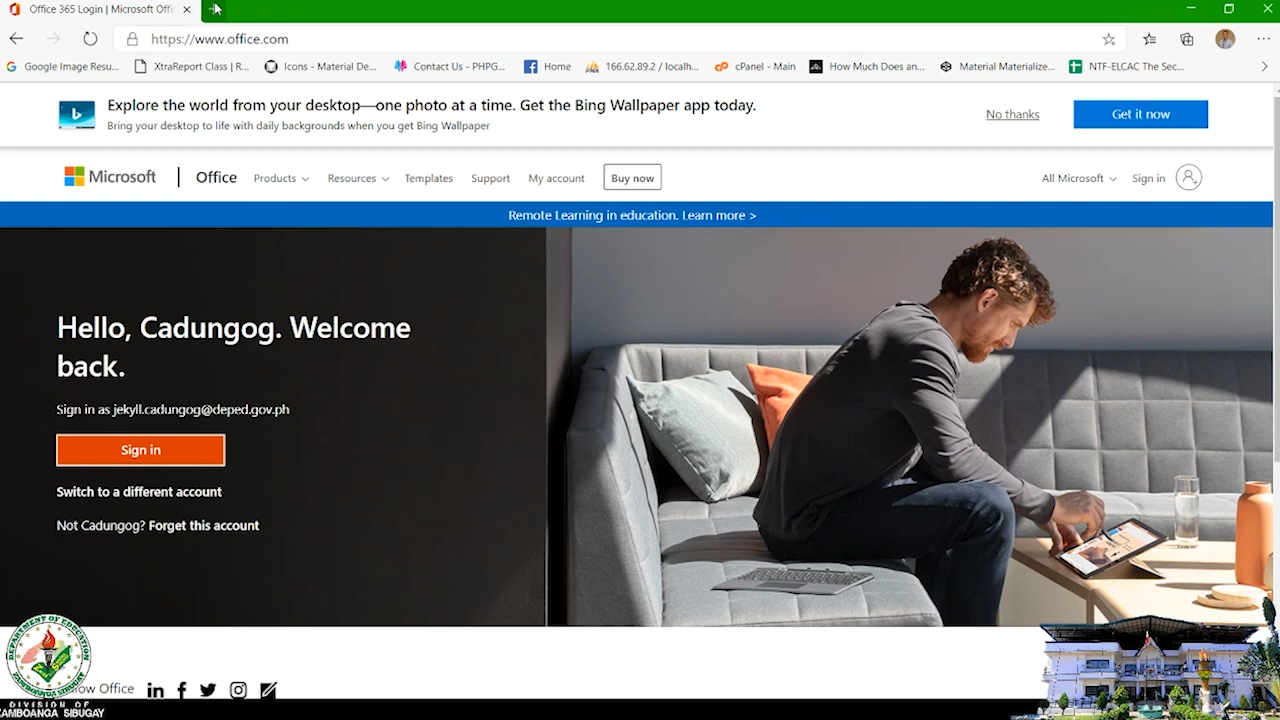 Office 365 Login | Microsoft Offic
https://www.office.com
Google Image Resu... XtraReport Class | R... Icons - Material De... Contact Us - PHPG... Home 166.62.89.2 / localh... cPanel - Main How Much Does an... Material Materialize... NTF-ELCAC The Sec...
Explore the world from your desktop—one photo at a time. Get the Bing Wallpaper app today.
Bring your desktop to life with daily backgrounds when you get Bing Wallpaper
No thanks
Get it now
Microsoft | Office Products Resources Templates Support My account Buy now All Microsoft Sign in
Remote Learning in education. Learn more >
Hello, Cadungog. Welcome
back.
Sign in as jekyll.cadungog@deped.gov.ph
Sign in
Switch to a different account
Not Cadungog? Forget this account
Office
DEPARTMENT OF EDUCATION
ZAMBOANGA SIBUGAY
DIVISION OF
ZAMBOANGA SIBUGAY